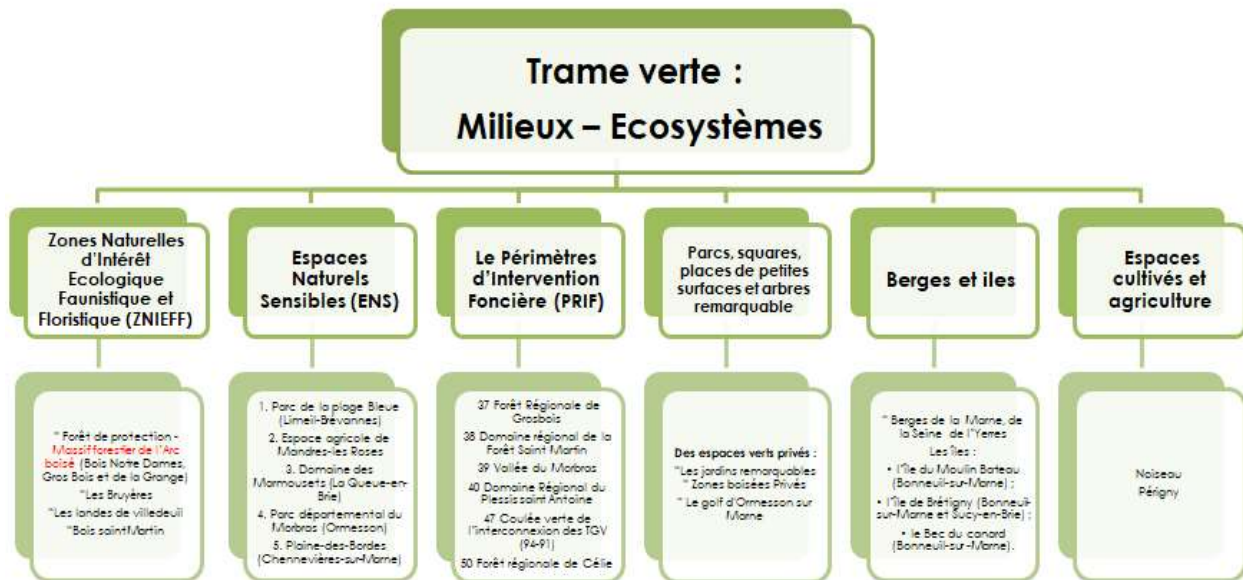 Trame verte :
Milieux – Ecosystèmes
Zones Naturelles
d'Intérêt
Ecologique
Faunistique et
Floristique (ZNIEFF)
Espaces
Naturels
Sensibles (ENS)
Le Périmètres
d'Intervention
Foncière (PRIF)
Parcs, squares,
places de petites
surfaces et arbres
remarquable
Berges et iles
Espaces
cultivés et
agriculture
* Forêt de protection -
Massif forestier de l'Arc
boisé (Bois Notre Dames,
Gros Bois et de la Grange)
*Les Bruyères
*Les landes de villedeuil
*Bois saint Martin
1. Parc de la plage Bleue
(Limeil-Brévannes)
2. Espace agricole de
Mandres-les Roses
3. Domaine des
Marmousets (La Queue-en-
Brie)
4. Parc départemental du
Morbras (Ormesson)
5. Plaine-des-Bordes
(Chennevières-sur-Marne)
37 Forêt Régionale de
Grosbois
38 Domaine régional de la
Forêt Saint Martin
39 Vallée du Morbras
40 Domaine Régional du
Plessis saint Antoine
47 Coulée verte de
l'interconnexion des TGV
(94-91)
50 Forêt régionale de Célie
Des espaces verts privés :
*Les jardins remarquables
* Zones boisées Privés
* Le golf d'Ormesson sur
Marne
* Berges de la Marne, de
la Seine de l'Yerres
Les îles :
• l'île du Moulin Bateau
(Bonneuil-sur-Marne) ;
• l'île de Brétigny (Bonneuil-
sur-Marne et Sucy-en-Brie) ;
• le Bec du canard
(Bonneuil-sur-Marne).
Noiseau
Périgny